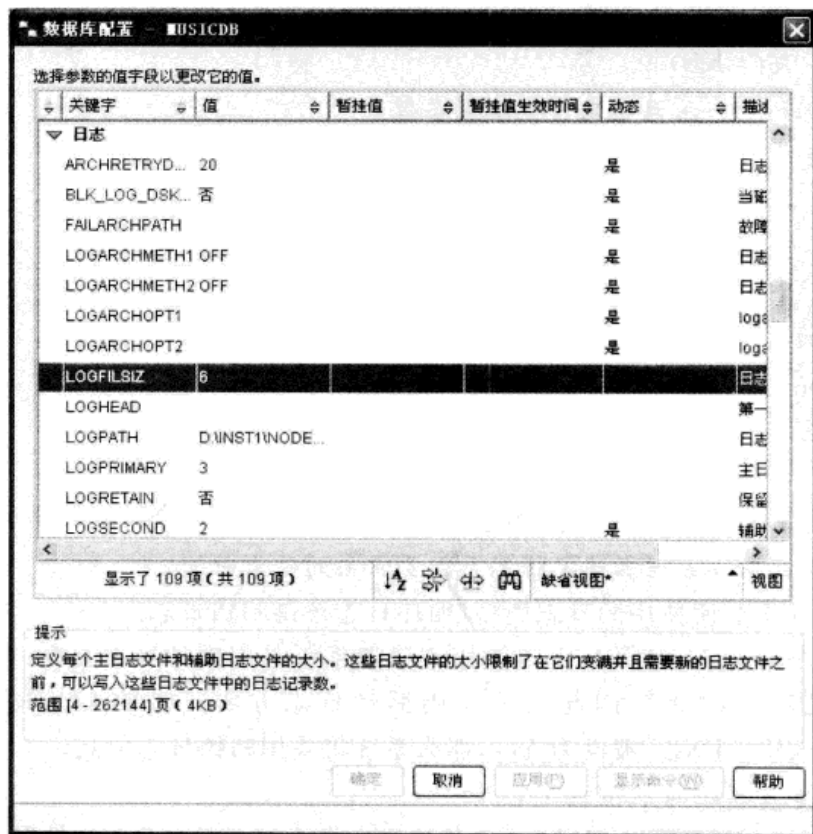 数据库配置 - MUSICDB
选择参数的值字段以更改它的值。
关键字 值 暂挂值 暂挂值生效时间 动态 描述
日志
ARCHRETRYD... 20 是 日志
BLK_LOG_DSK... 否 是 当磁
FAILARCHPATH 是 故障
LOGARCHMETH1 OFF 是 日志
LOGARCHMETH2 OFF 是 日志
LOGARCHOPT1 是 loga
LOGARCHOPT2 是 loga
LOGFILSIZ 6 日志
LOGHEAD 第一
LOGPATH D:\INST1\NODE... 日志
LOGPRIMARY 3 主日
LOGRETAIN 否 保留
LOGSECOND 2 是 辅助
显示了 109 项(共 109 项) 缺省视图* 视图
提示
定义每个主日志文件和辅助日志文件的大小。这些日志文件的大小限制了在它们变满并且需要新的日志文件之
前，可以写入这些日志文件中的日志记录数。
范围 [4 - 262144] 页(4KB)
确定 取消 应用(P) 显示命令(W) 帮助